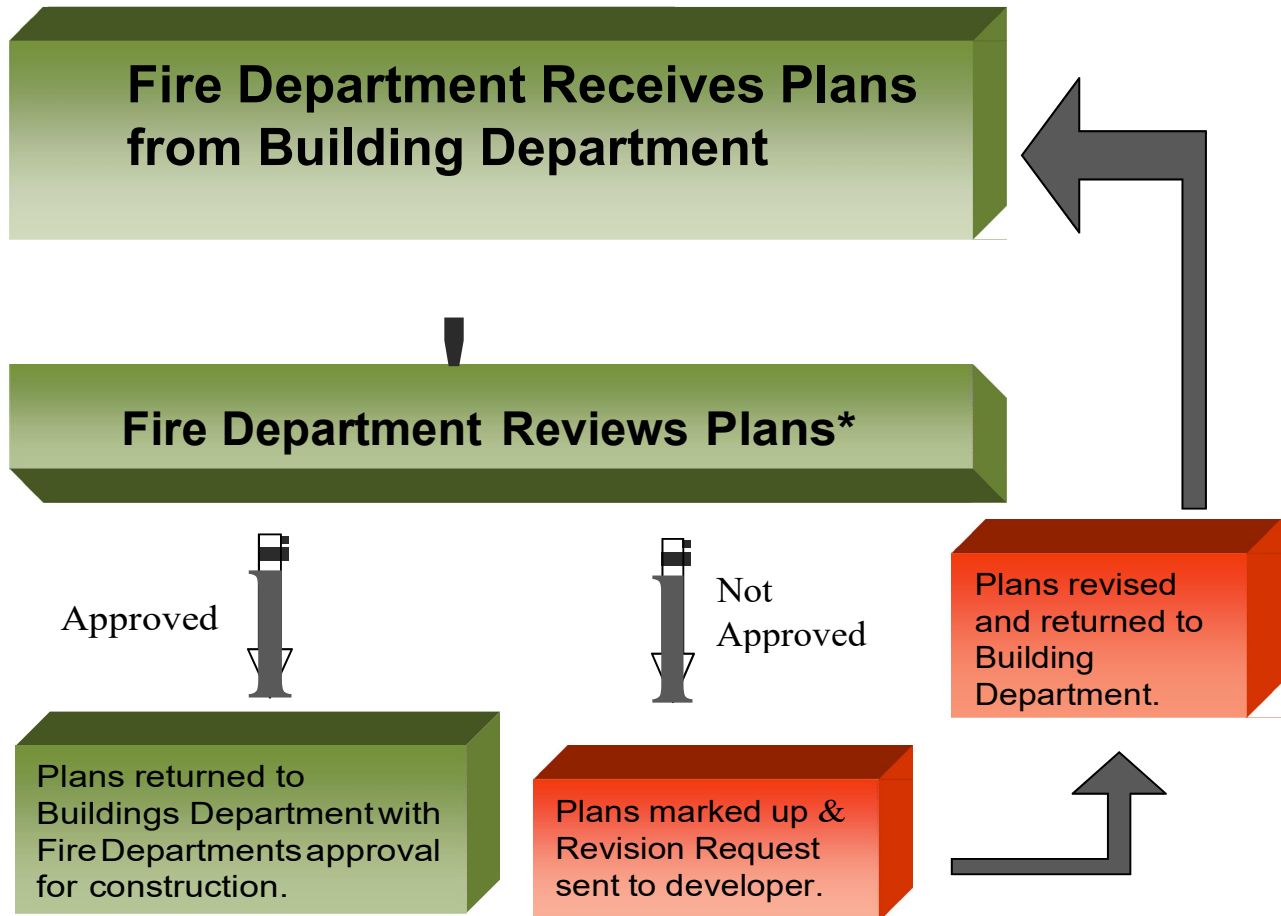 Fire Department Receives Plans
from Building Department
Fire Department Reviews Plans*
Approved
Not
Approved
Plans returned to
Buildings Department with
Fire Departments approval
for construction.
Plans marked up &
Revision Request
sent to developer.
Plans revised
and returned to
Building
Department.